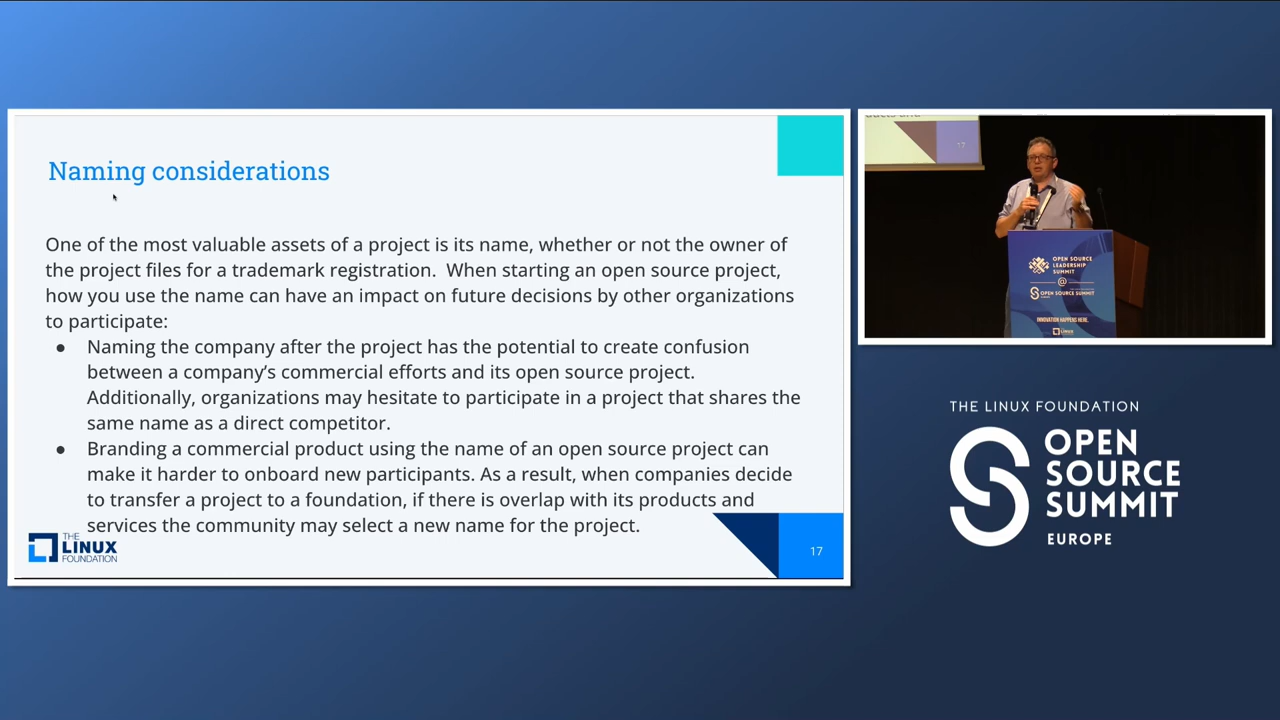 Naming considerations
One of the most valuable assets of a project is its name, whether or not the owner of
the project files for a trademark registration.  When starting an open source project,
how you use the name can have an impact on future decisions by other organizations
to participate:
● Naming the company after the project has the potential to create confusion
between a company’s commercial efforts and its open source project.
Additionally, organizations may hesitate to participate in a project that shares the
same name as a direct competitor.
● Branding a commercial product using the name of an open source project can
make it harder to onboard new participants. As a result, when companies decide
to transfer a project to a foundation, if there is overlap with its products and
services the community may select a new name for the project.
THE
LINUX
FOUNDATION
17
17
OPEN SOURCE
LEADERSHIP
SUMMIT
@
OPEN SOURCE SUMMIT
INNOVATION HAPPENS HERE.
THE LINUX FOUNDATION
OPEN
SOURCE
SUMMIT
EUROPE